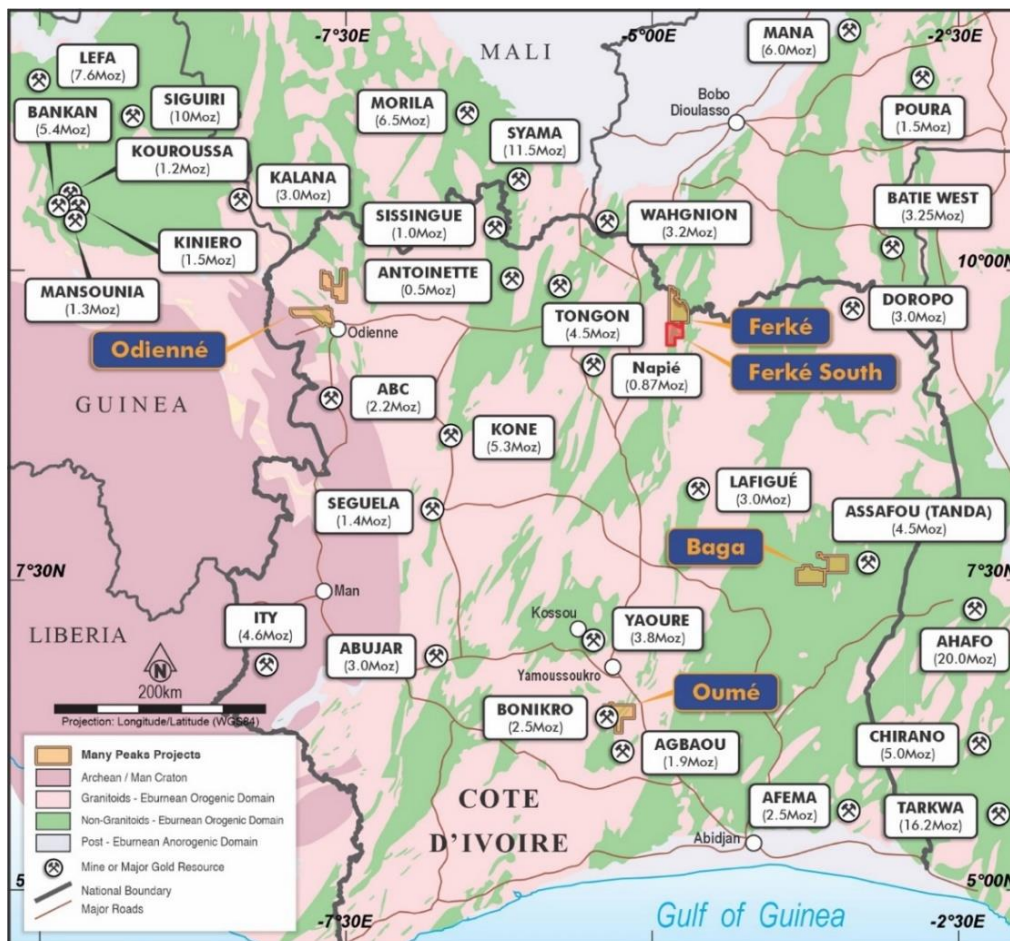 -7°30E
-5°00
-2°30E
MALI
MANA
(6.0Moz)
LEFA
(7.6Moz)
BANKAN
(5.4Moz)
SIGUIRI
(10Moz)
MORILA
(6.5Moz)
Bobo
Dioulasso
POURA
(1.5Moz)
KOUROUSSA
(1.2Moz)
SYAMA
(11.5Moz)
KALANA
(3.0Moz)
BATIE WEST
(3.25Moz)
SISSINGUE
(1.0Moz)
WAHGNION
(3.2Moz)
KINIERO
(1.5Moz)
10°00N
ANTOINETTE
(0.5Moz)
MANSOUNIA
(1.3Moz)
TONGON
(4.5Moz)
DOROPO
(3.0Moz)
Odienné
Odienne
Ferké
Napié
(0.87Moz)
Ferké South
GUINEA
ABC
(2.2Moz)
KONE
(5.3Moz)
LAFIGUÉ
(3.0Moz)
SEGUELA
(1.4Moz)
ASSAFOU (TANDA)
(4.5Moz)
Baga
7°30N
7°30N
Man
LIBERIA
ITY
(4.6Moz)
Kossou
YAOURE
(3.8Moz)
AHAFO
(20.0Moz)
ABUJAR
(3.0Moz)
Yamoussoukro
N
200km
Projection: Longitude/Latitude (WGS84)
Oumé
BONIKRO
(2.5Moz)
AGBAOU
(1.9Moz)
CHIRANO
(5.0Moz)
Many Peaks Projects
Archean / Man Craton
Granitoids - Eburnean Orogenic Domain
Non-Granitoids - Eburnean Orogenic Domain
Post - Eburnean Anorogenic Domain
Mine or Major Gold Resource
National Boundary
Major Roads
COTE
D'IVOIRE
AFEMA
(2.5Moz)
TARKWA
(16.2Moz)
Abidjan
5°00N
-7°30E
Gulf of Guinea
-2°30E